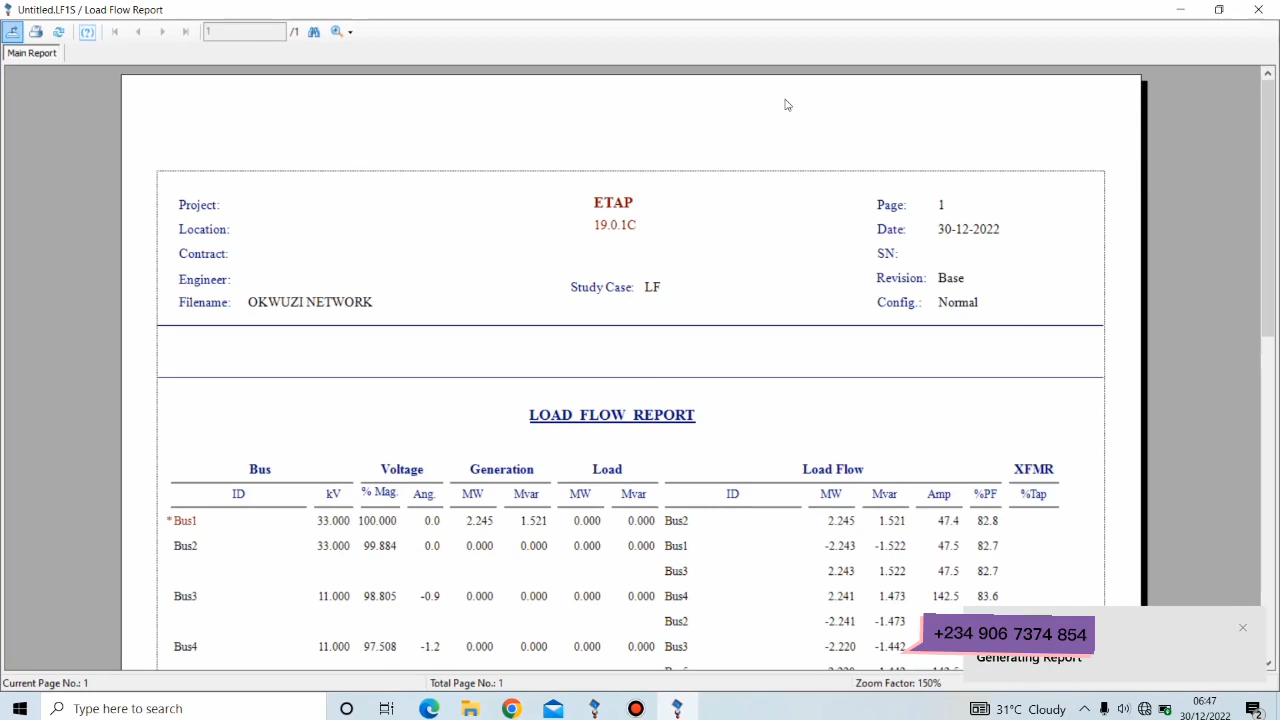 Untitled.LF1S / Load Flow Report
1 /1
Main Report
Project:
Location:
Contract:
Engineer:
Filename: OKWUZI NETWORK
ETAP
19.0.1C
Study Case: LF
Page: 1
Date: 30-12-2022
SN:
Revision: Base
Config.: Normal
LOAD FLOW REPORT
Bus Voltage Generation Load Load Flow XFMR
ID kV % Mag. Ang. MW Mvar MW Mvar ID MW Mvar Amp %PF %Tap
*Bus1 33.000 100.000 0.0 2.245 1.521 0.000 0.000 Bus2 2.245 1.521 47.4 82.8
Bus2 33.000 99.884 0.0 0.000 0.000 0.000 0.000 Bus1 -2.243 -1.522 47.5 82.7
Bus3 2.243 1.522 47.5 82.7
Bus3 11.000 98.805 -0.9 0.000 0.000 0.000 0.000 Bus4 2.241 1.473 142.5 83.6
Bus2 -2.241 -1.473
Bus4 11.000 97.508 -1.2 0.000 0.000 0.000 0.000 Bus3 -2.220 -1.442
+234 906 7374 854
Generating Report
Current Page No.: 1 Total Page No.: 1 Zoom Factor: 150%
Type here to search
31°C Cloudy
06:47
30/12/2022
2